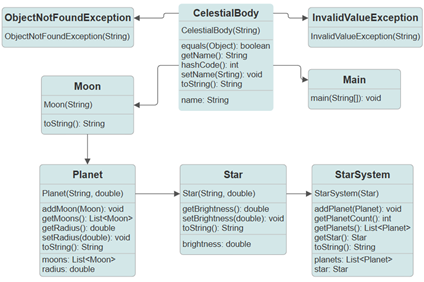 ObjectNotFoundException
ObjectNotFoundException(String)
CelestialBody
CelestialBody(String)
equals(Object): boolean
getName(): String
hashCode(): int
setName(String): void
toString(): String
name: String
InvalidValueException
InvalidValueException(String)
Moon
Moon(String)
toString(): String
Main
main(String[]): void
Planet
Planet(String, double)
addMoon(Moon): void
getMoons(): List<Moon>
getRadius(): double
setRadius(double): void
toString(): String
moons: List<Moon>
radius: double
Star
Star(String, double)
getBrightness(): double
setBrightness(double): void
toString(): String
brightness: double
StarSystem
StarSystem(Star)
addPlanet(Planet): void
getPlanetCount(): int
getPlanets(): List<Planet>
getStar(): Star
toString(): String
planets: List<Planet>
star: Star